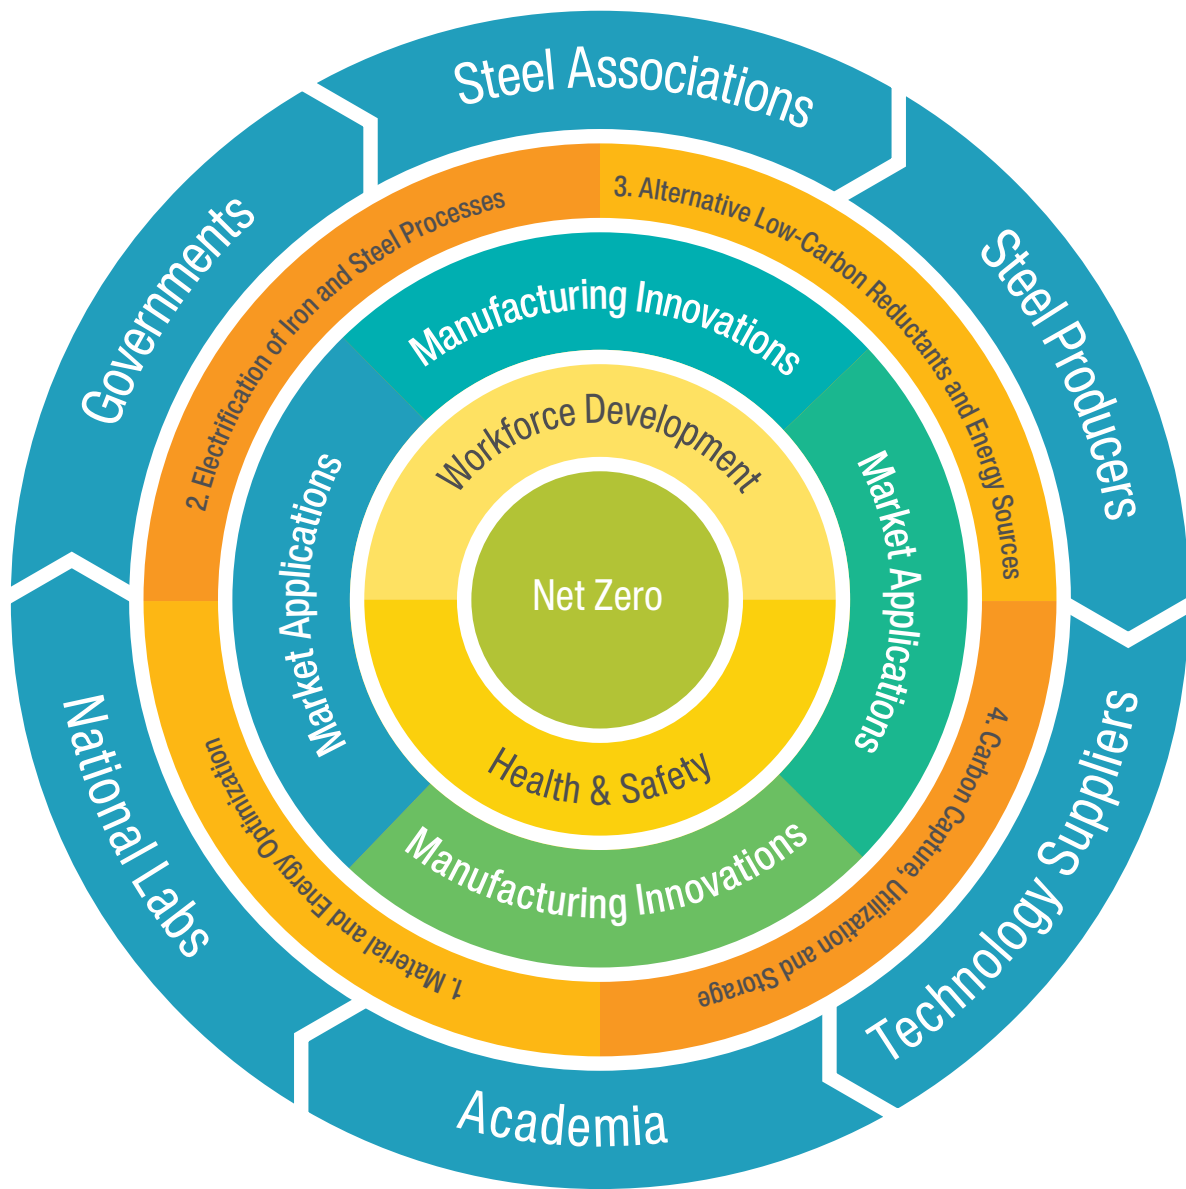 Steel Associations
Steel Producers
Technology Suppliers
Academia
National Labs
Governments
1. Material and Energy Optimization
2. Electrification of Iron and Steel Processes
3. Alternative Low-Carbon Reductants and Energy Sources
4. Carbon Capture, Utilization and Storage
Manufacturing Innovations
Market Applications
Manufacturing Innovations
Market Applications
Workforce Development
Health & Safety
Net Zero